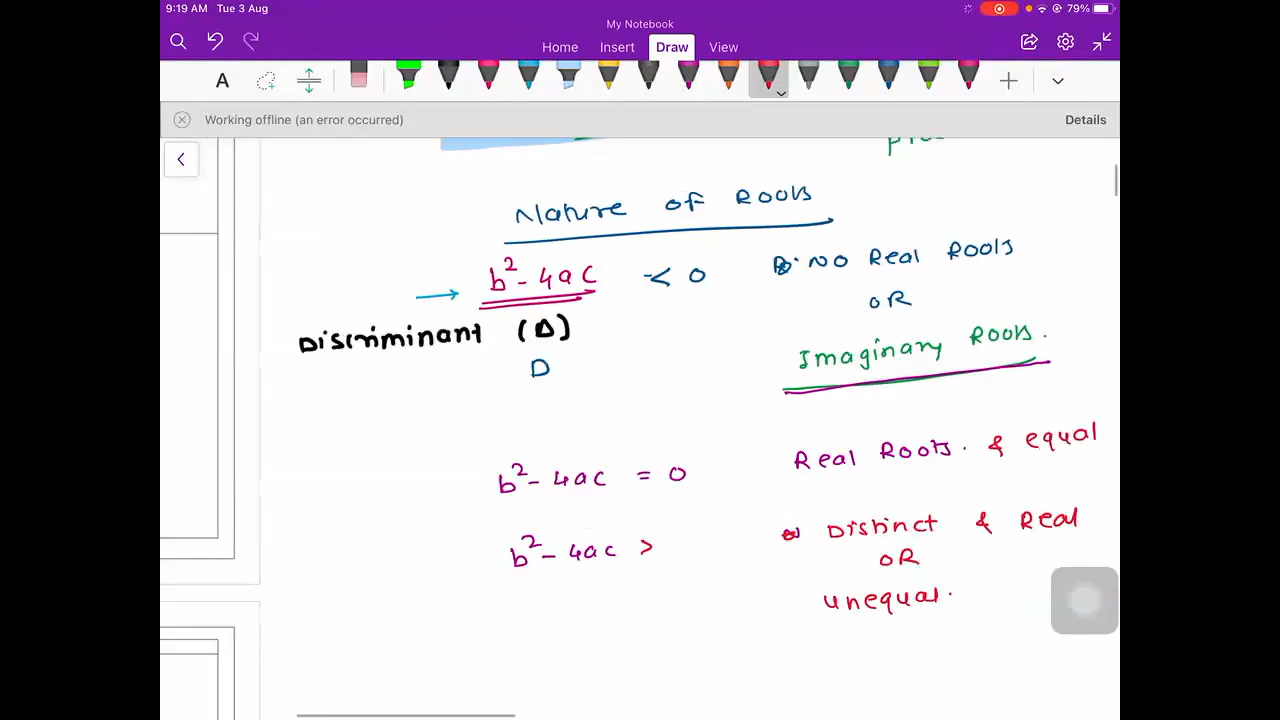 9:19 AM Tue 3 Aug
79%
My Notebook
Home Insert Draw View
A
Working offline (an error occurred)
Details
Nature of Roots
b² - 4ac < 0
No Real Roots
OR
Imaginary Roots.
Discriminant (Δ)
D
b² - 4ac = 0
Real Roots. & equal
b² - 4ac >
Distinct & Real
OR
unequal.